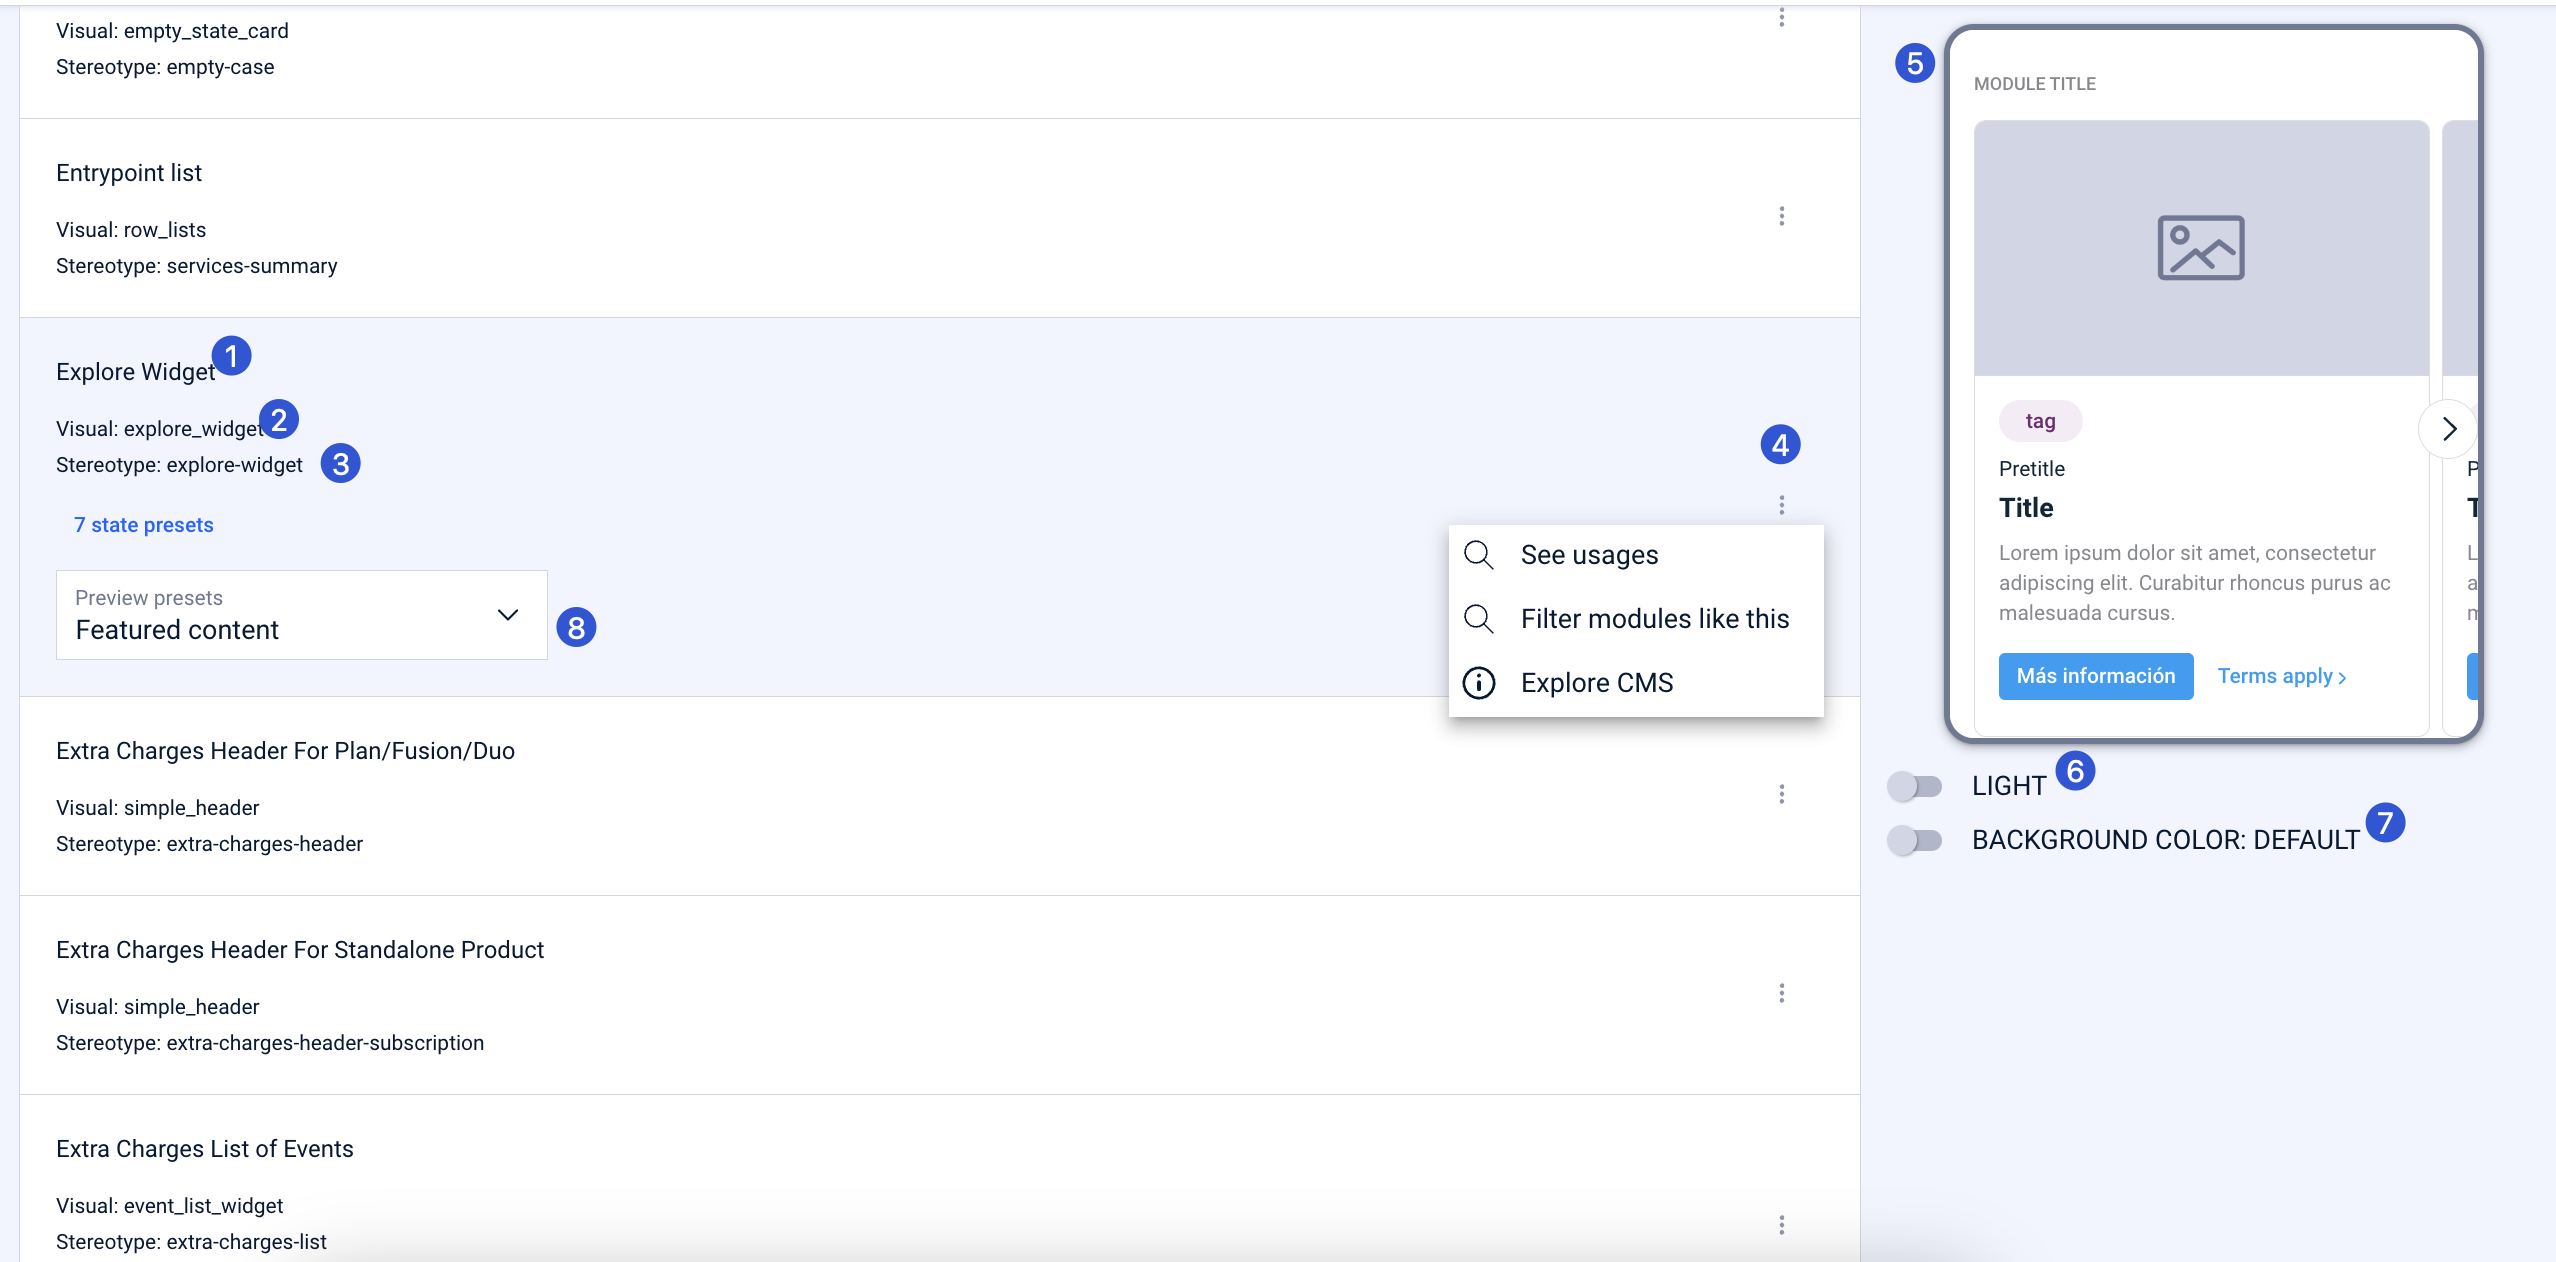 Visual: empty_state_card
Stereotype: empty-case
Entrypoint list
Visual: row_lists
Stereotype: services-summary
Explore Widget 1
Visual: explore_widget 2
Stereotype: explore-widget 3
7 state presets
Preview presets
Featured content
8
4
See usages
Filter modules like this
Explore CMS
Extra Charges Header For Plan/Fusion/Duo
Visual: simple_header
Stereotype: extra-charges-header
Extra Charges Header For Standalone Product
Visual: simple_header
Stereotype: extra-charges-header-subscription
Extra Charges List of Events
Visual: event_list_widget
Stereotype: extra-charges-list
5
MODULE TITLE
tag
Pretitle
Title
Lorem ipsum dolor sit amet, consectetur
adipiscing elit. Curabitur rhoncus purus ac
malesuada cursus.
Más información
Terms apply
LIGHT 6
BACKGROUND COLOR: DEFAULT 7